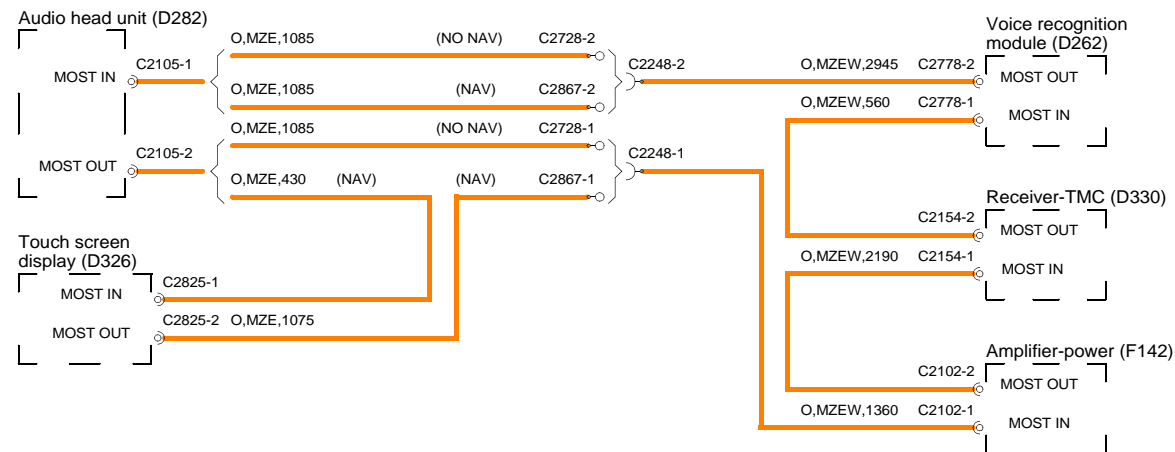 Audio head unit (D282)
MOST IN
C2105-1
O,MZE,1085
(NO NAV)
C2728-2
O,MZE,1085
(NAV)
C2867-2
C2248-2
O,MZEW,2945
C2778-2
Voice recognition
module (D262)
MOST OUT
O,MZEW,560
C2778-1
MOST IN
MOST OUT
C2105-2
O,MZE,1085
(NO NAV)
C2728-1
O,MZE,430
(NAV)
(NAV)
C2867-1
C2248-1
Receiver-TMC (D330)
C2154-2
MOST OUT
O,MZEW,2190
C2154-1
MOST IN
Touch screen
display (D326)
MOST IN
C2825-1
MOST OUT
C2825-2
O,MZE,1075
Amplifier-power (F142)
C2102-2
MOST OUT
O,MZEW,1360
C2102-1
MOST IN